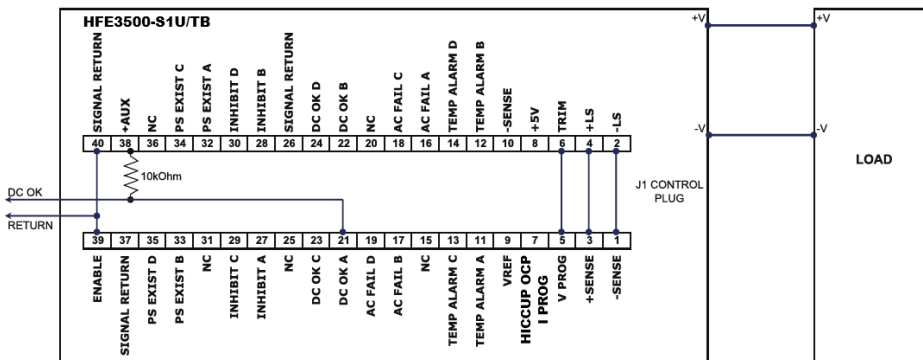 HFE3500-S1U/TB
+V
+V
SIGNAL RETURN
+AUX
NC
PS EXIST C
PS EXIST A
INHIBIT D
INHIBIT B
SIGNAL RETURN
DC OK D
DC OK B
NC
AC FAIL C
AC FAIL A
TEMP ALARM D
TEMP ALARM B
-SENSE
+5V
TRIM
+LS
-LS
40 38 36 34 32 30 28 26 24 22 20 18 16 14 12 10 8 6 4 2
-V
-V
LOAD
10kOhm
J1 CONTROL
PLUG
DC OK
RETURN
39 37 35 33 31 29 27 25 23 21 19 17 15 13 11 9 7 5 3 1
ENABLE
SIGNAL RETURN
PS EXIST D
PS EXIST B
NC
INHIBIT C
INHIBIT A
NC
DC OK C
DC OK A
AC FAIL D
AC FAIL B
NC
TEMP ALARM C
TEMP ALARM A
VREF
HICCUP OCP
I PROG
V PROG
+SENSE
-SENSE